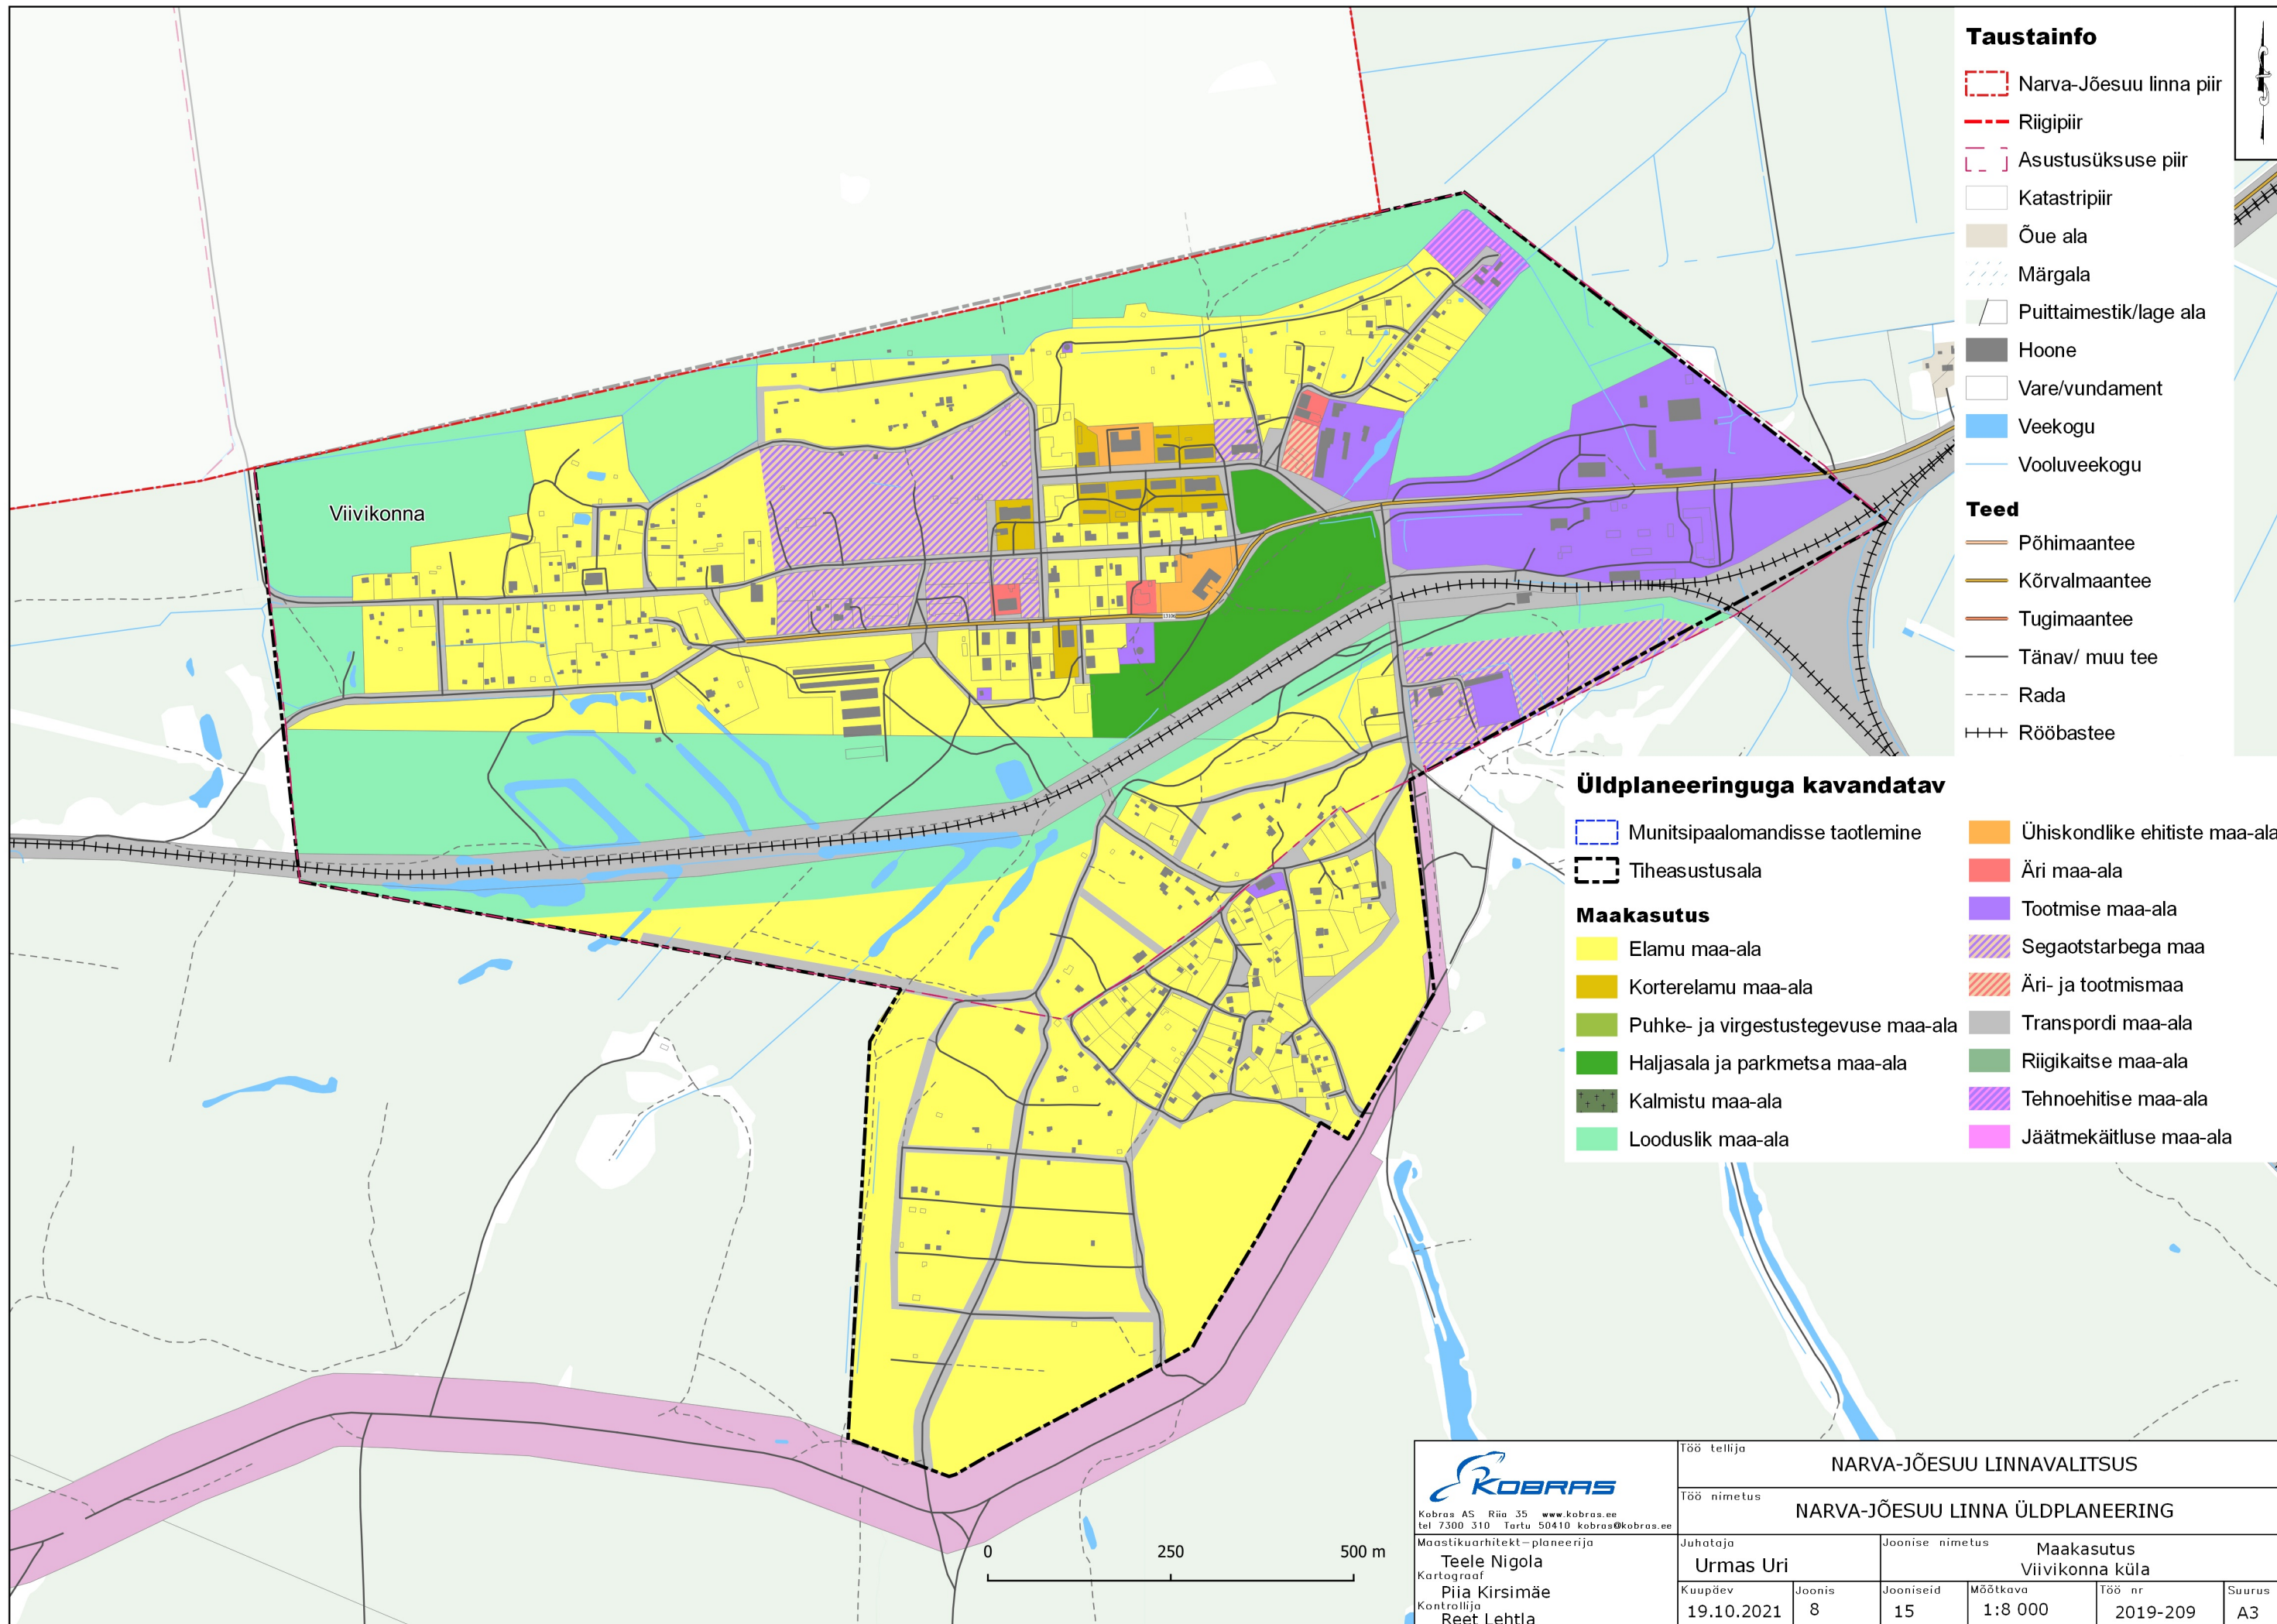 Taustainfo
Narva-Jõesuu linna piir
Riigipiir
Asustusüksuse piir
Katastripiir
Õue ala
Märgala
Puittaimestik/lage ala
Hoone
Vare/vundament
Veekogu
Vooluveekogu
Teed
Põhimaantee
Kõrvalmaantee
Tugimaantee
Tänav/ muu tee
Rada
Rööbastee
Viivikonna
Üldplaneeringuga kavandatav
Munitsipaalomandisse taotlemine
Tiheasustusala
Maakasutus
Elamu maa-ala
Korterelamu maa-ala
Puhke- ja virgestustegevuse maa-ala
Haljasala ja parkmetsa maa-ala
Kalmistu maa-ala
Looduslik maa-ala
Ühiskondlike ehitiste maa-ala
Äri maa-ala
Tootmise maa-ala
Segaotstarbega maa
Äri- ja tootmismaa
Transpordi maa-ala
Riigikaitse maa-ala
Tehnoehitise maa-ala
Jäätmekäitluse maa-ala
0 250 500 m
KOBRAS
Kobras AS Riia 35 www.kobras.ee
tel 7300 310 Tartu 50410 kobras@kobras.ee
Maastikuarhitekt-planeerija
Teele Nigola
Kartograaf
Piia Kirsimäe
Kontrollija
Reet Lehtla
Töö tellija
NARVA-JÕESUU LINNAVALITSUS
Töö nimetus
NARVA-JÕESUU LINNA ÜLDPLANEERING
Juhataja
Urmas Uri
Joonise nimetus
Maakasutus
Viivikonna küla
Kuupäev
19.10.2021
Joonis
8
Jooniseid
15
Mõõtkava
1:8 000
Töö nr
2019-209
Suurus
A3